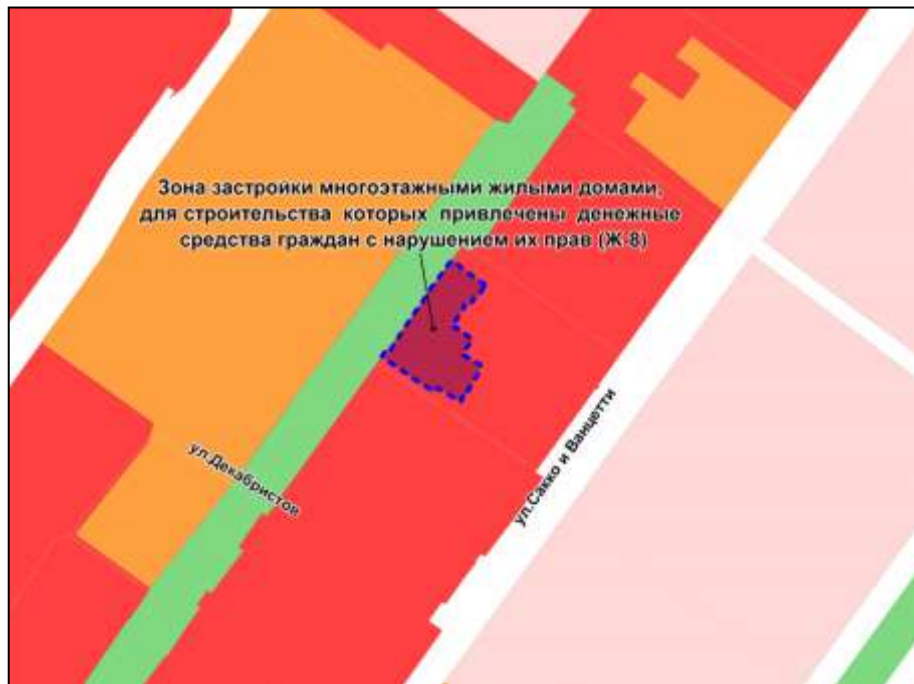 Зона застройки многоэтажными жилыми домами,
для строительства которых привлечены денежные
средства граждан с нарушением их прав (Ж-8)
ул.Декабристов
ул.Сакко и Ванцетти